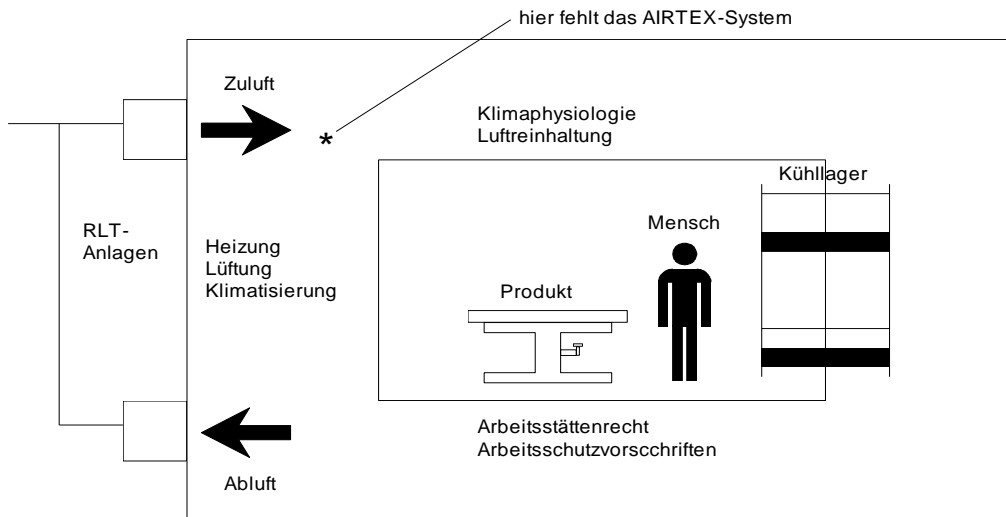 hier fehlt das AIRTEX-System
Zuluft
*
Klimaphysiologie
Luftreinhaltung
Kühllager
Mensch
RLT-
Anlagen
Heizung
Lüftung
Klimatisierung
Produkt
Arbeitsstättenrecht
Arbeitsschutzvorscchriften
Abluft